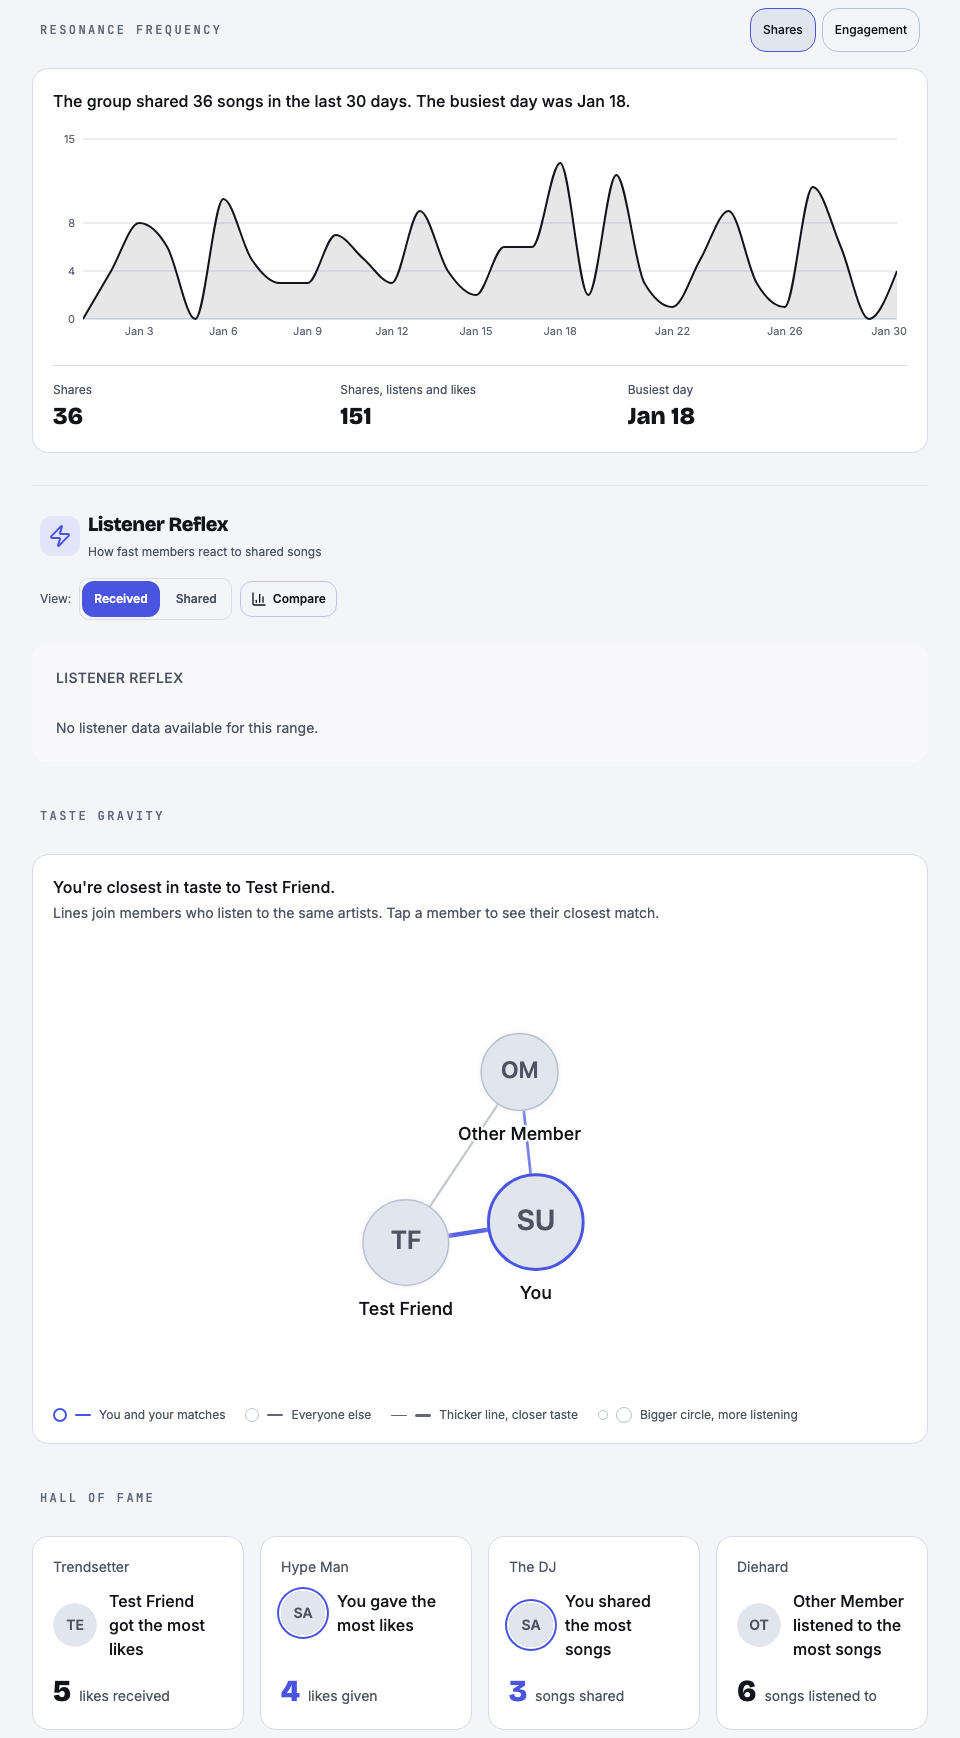 RESONANCE FREQUENCY
Shares
Engagement
The group shared 36 songs in the last 30 days. The busiest day was Jan 18.
15
8
4
0
Jan 3
Jan 6
Jan 9
Jan 12
Jan 15
Jan 18
Jan 22
Jan 26
Jan 30
Shares
36
Shares, listens and likes
151
Busiest day
Jan 18
Listener Reflex
How fast members react to shared songs
View:
Received
Shared
Compare
LISTENER REFLEX
No listener data available for this range.
TASTE GRAVITY
You're closest in taste to Test Friend.
Lines join members who listen to the same artists. Tap a member to see their closest match.
OM
Other Member
SU
You
TF
Test Friend
You and your matches
Everyone else
Thicker line, closer taste
Bigger circle, more listening
HALL OF FAME
Trendsetter
TE
Test Friend
got the most
likes
5 likes received
Hype Man
SA
You gave the
most likes
4 likes given
The DJ
SA
You shared
the most
songs
3 songs shared
Diehard
OT
Other Member
listened to the
most songs
6 songs listened to